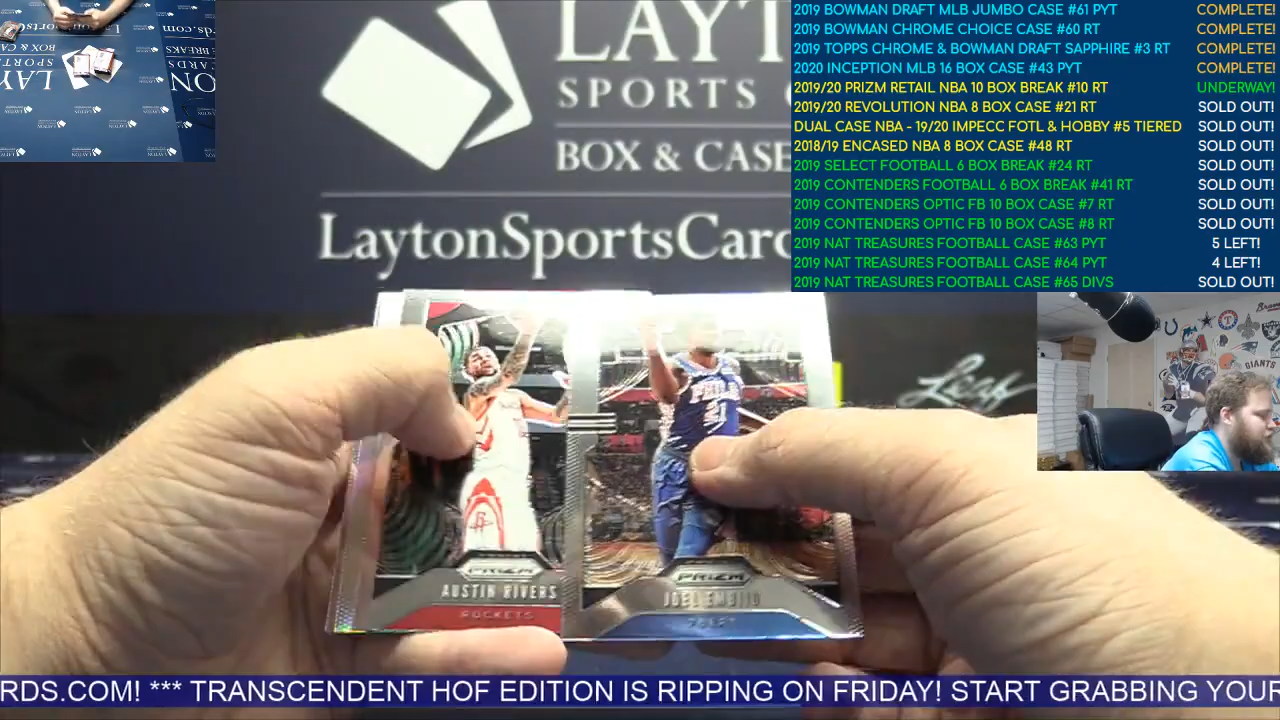 LAYT
SPORTS
BOX & CASE
LaytonSportsCard
2019 BOWMAN DRAFT MLB JUMBO CASE #61 PYT COMPLETE!
2019 BOWMAN CHROME CHOICE CASE #60 RT COMPLETE!
2019 TOPPS CHROME & BOWMAN DRAFT SAPPHIRE #3 RT COMPLETE!
2020 INCEPTION MLB 16 BOX CASE #43 PYT COMPLETE!
2019/20 PRIZM RETAIL NBA 10 BOX BREAK #10 RT UNDERWAY!
2019/20 REVOLUTION NBA 8 BOX CASE #21 RT SOLD OUT!
DUAL CASE NBA - 19/20 IMPECC FOTL & HOBBY #5 TIERED SOLD OUT!
2018/19 ENCASED NBA 8 BOX CASE #48 RT SOLD OUT!
2019 SELECT FOOTBALL 6 BOX BREAK #24 RT SOLD OUT!
2019 CONTENDERS FOOTBALL 6 BOX BREAK #41 RT SOLD OUT!
2019 CONTENDERS OPTIC FB 10 BOX CASE #7 RT SOLD OUT!
2019 CONTENDERS OPTIC FB 10 BOX CASE #8 RT SOLD OUT!
2019 NAT TREASURES FOOTBALL CASE #63 PYT 5 LEFT!
2019 NAT TREASURES FOOTBALL CASE #64 PYT 4 LEFT!
2019 NAT TREASURES FOOTBALL CASE #65 DIVS SOLD OUT!
Leaf
GIANTS
PHILA
21
PRIZM
AUSTIN RIVERS
ROCKETS
PRIZM
JOEL EMBIID
76ERS
RDS.COM! *** TRANSCENDENT HOF EDITION IS RIPPING ON FRIDAY! START GRABBING YOUR